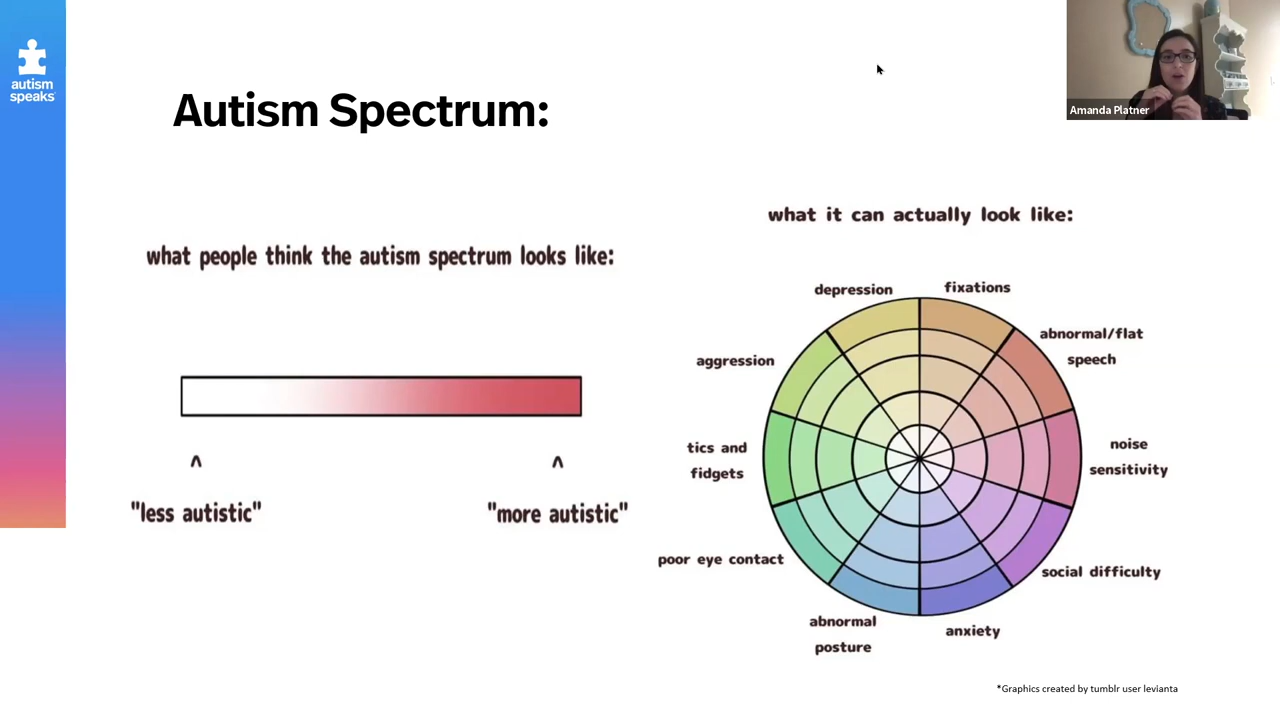 autism
speaks
Autism Spectrum:
Amanda Platner
what people think the autism spectrum looks like:
"less autistic"
"more autistic"
what it can actually look like:
depression
fixations
abnormal/flat
speech
aggression
noise
sensitivity
tics and
fidgets
poor eye contact
social difficulty
abnormal
posture
anxiety
*Graphics created by tumblr user levianta